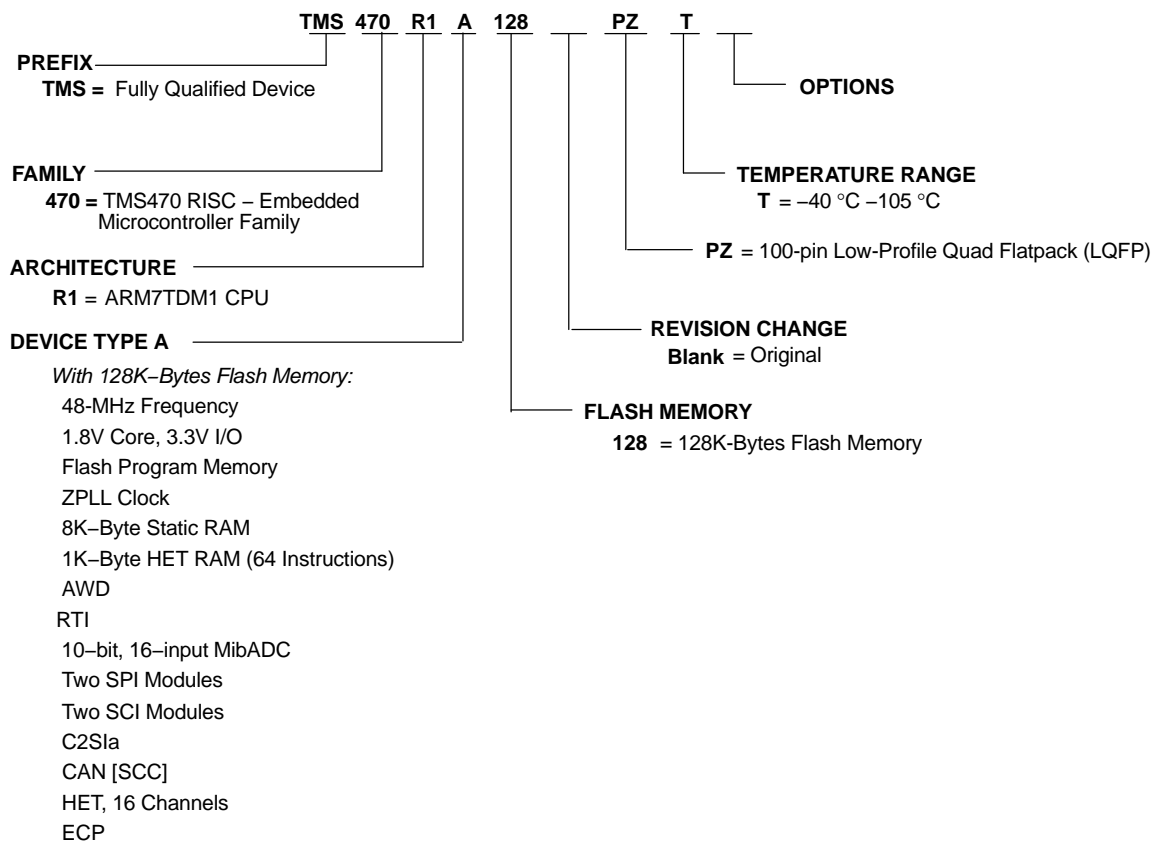 TMS 470 R1 A 128 PZ T
PREFIX
TMS = Fully Qualified Device
OPTIONS
FAMILY
470 = TMS470 RISC − Embedded
Microcontroller Family
TEMPERATURE RANGE
T = −40 °C −105 °C
PZ = 100-pin Low-Profile Quad Flatpack (LQFP)
ARCHITECTURE
R1 = ARM7TDM1 CPU
REVISION CHANGE
Blank = Original
DEVICE TYPE A
With 128K−Bytes Flash Memory:
48-MHz Frequency
1.8V Core, 3.3V I/O
Flash Program Memory
ZPLL Clock
8K−Byte Static RAM
1K−Byte HET RAM (64 Instructions)
AWD
RTI
10−bit, 16−input MibADC
Two SPI Modules
Two SCI Modules
C2SIa
CAN [SCC]
HET, 16 Channels
ECP
FLASH MEMORY
128 = 128K-Bytes Flash Memory